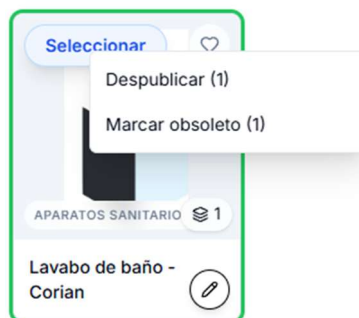 Seleccionar
Despublicar (1)
Marcar obsoleto (1)
APARATOS SANITARIO
1
Lavabo de baño -
Corian